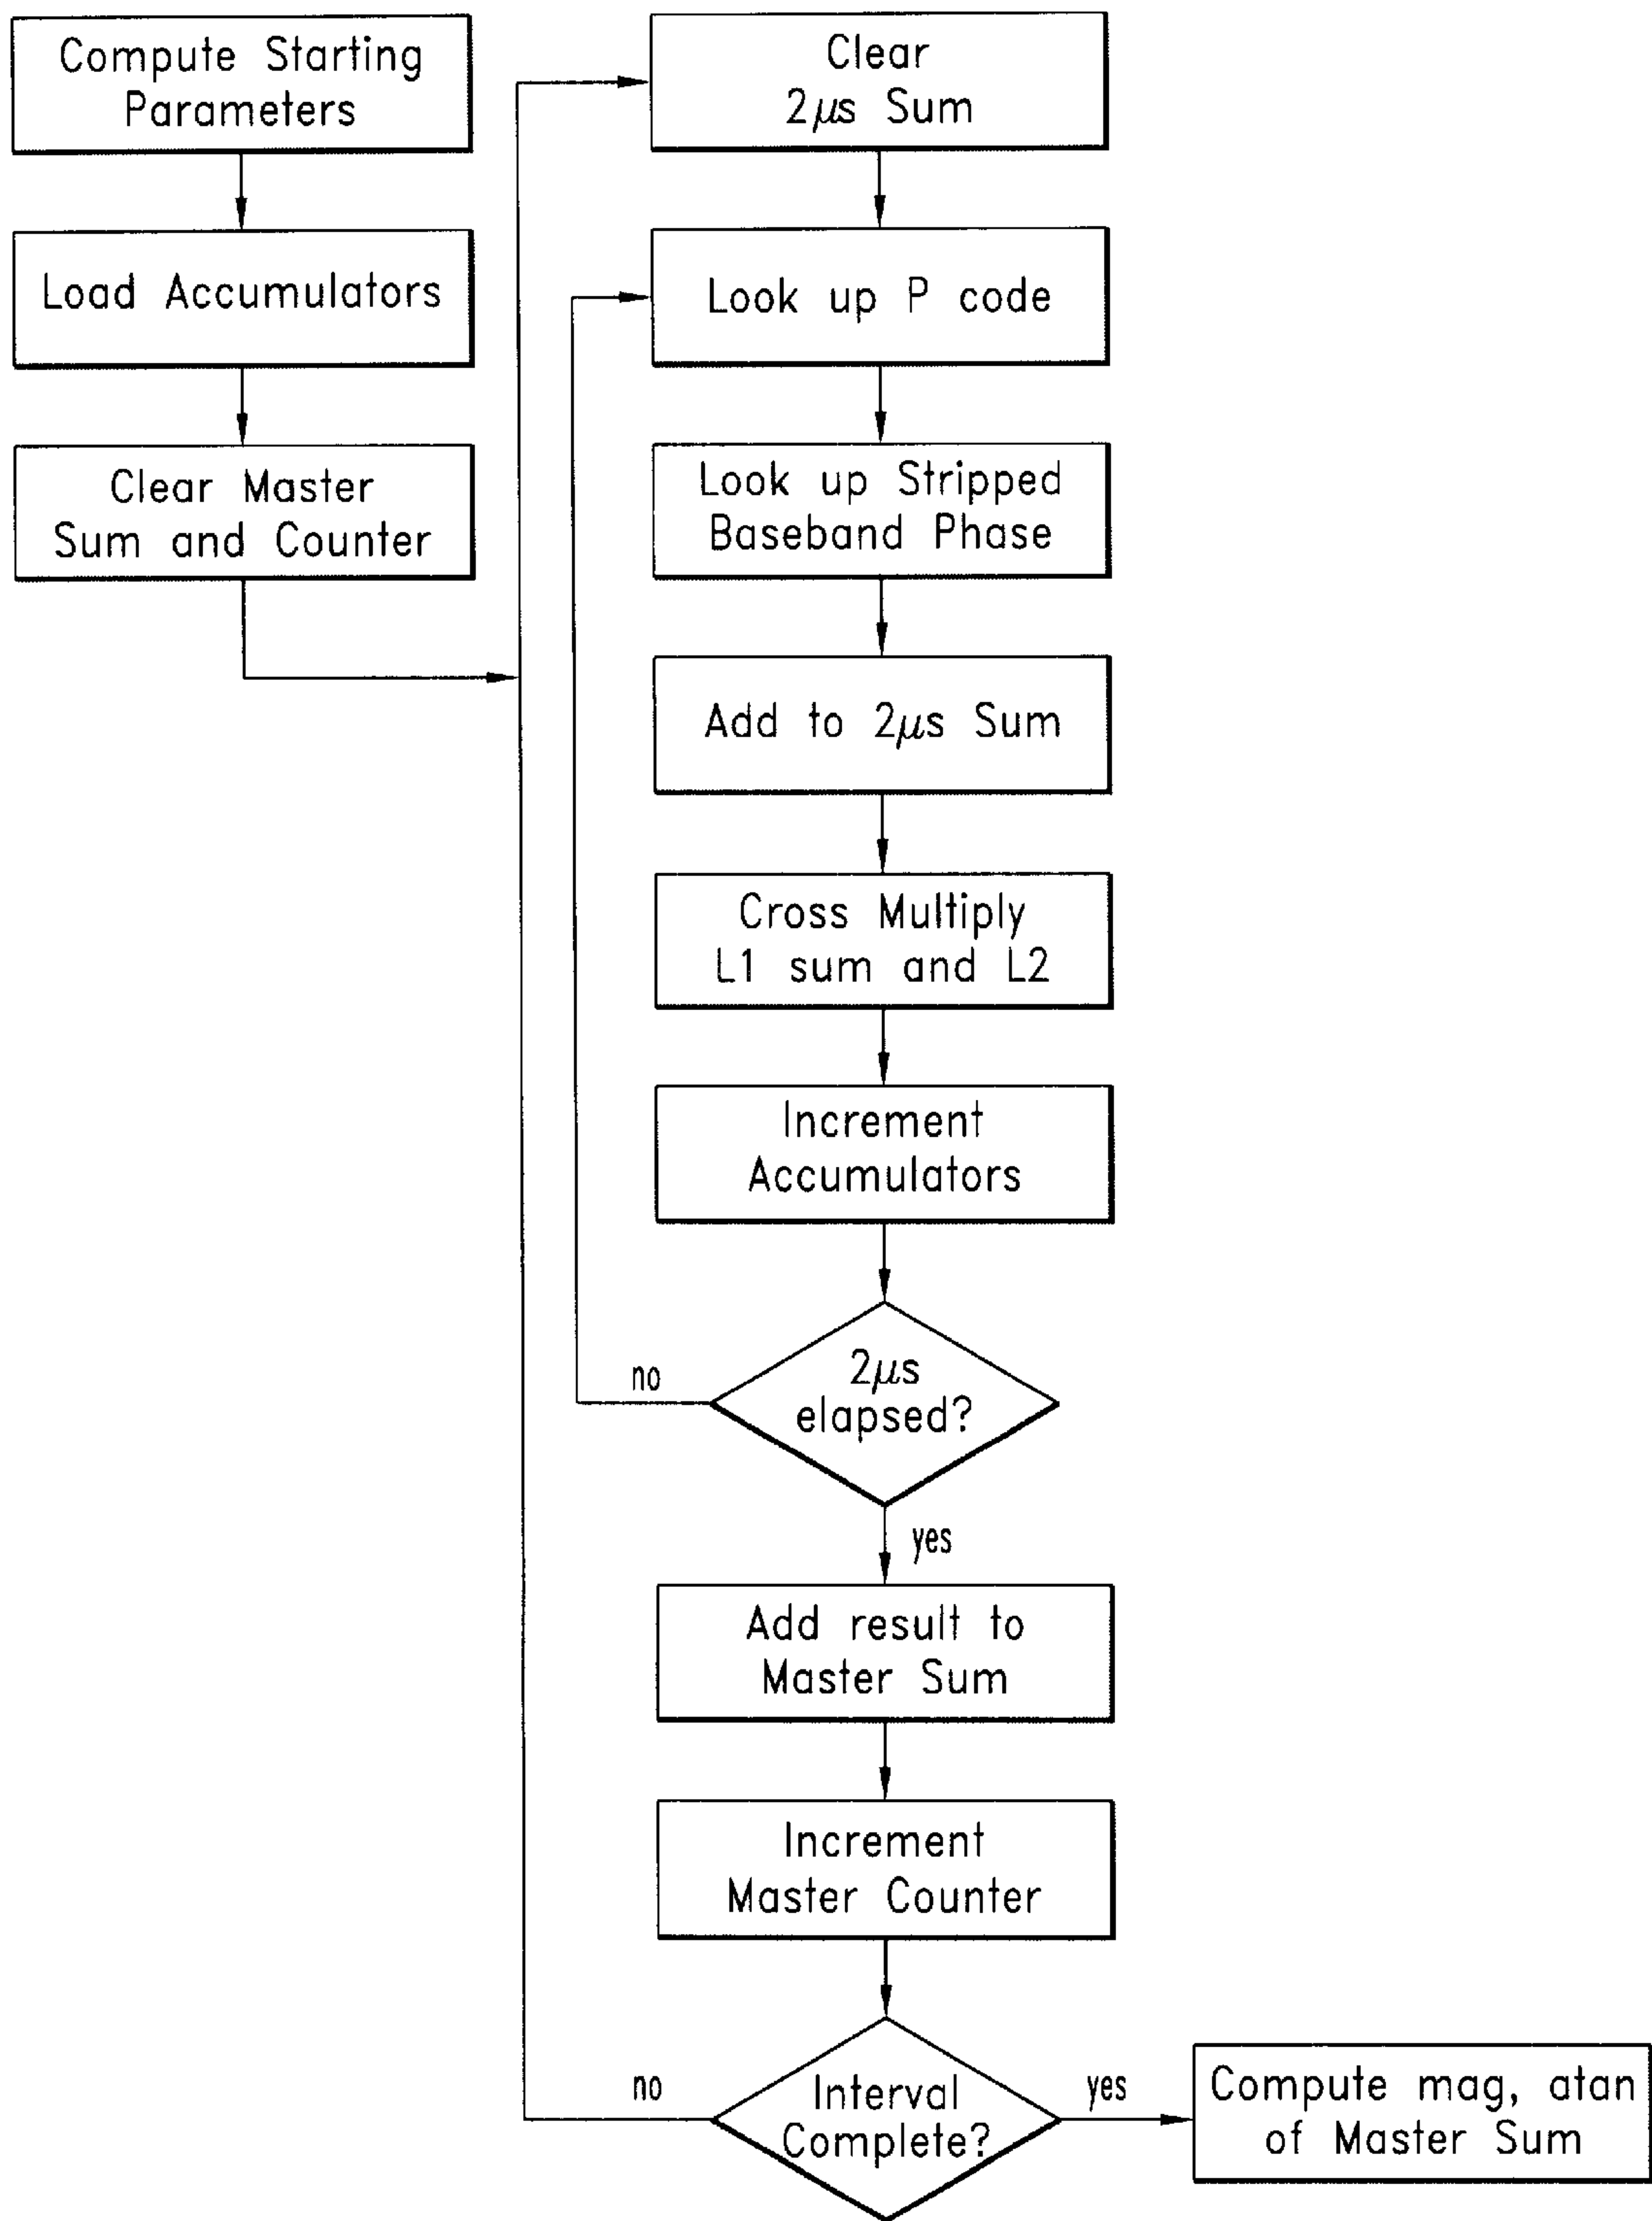 Compute Starting
Parameters
Load Accumulators
Clear Master
Sum and Counter
Clear
2μs Sum
Look up P code
Look up Stripped
Baseband Phase
Add to 2μs Sum
Cross Multiply
L1 sum and L2
Increment
Accumulators
2μs
elapsed?
no
yes
Add result to
Master Sum
Increment
Master Counter
Interval
Complete?
no
yes
Compute mag, atan
of Master Sum